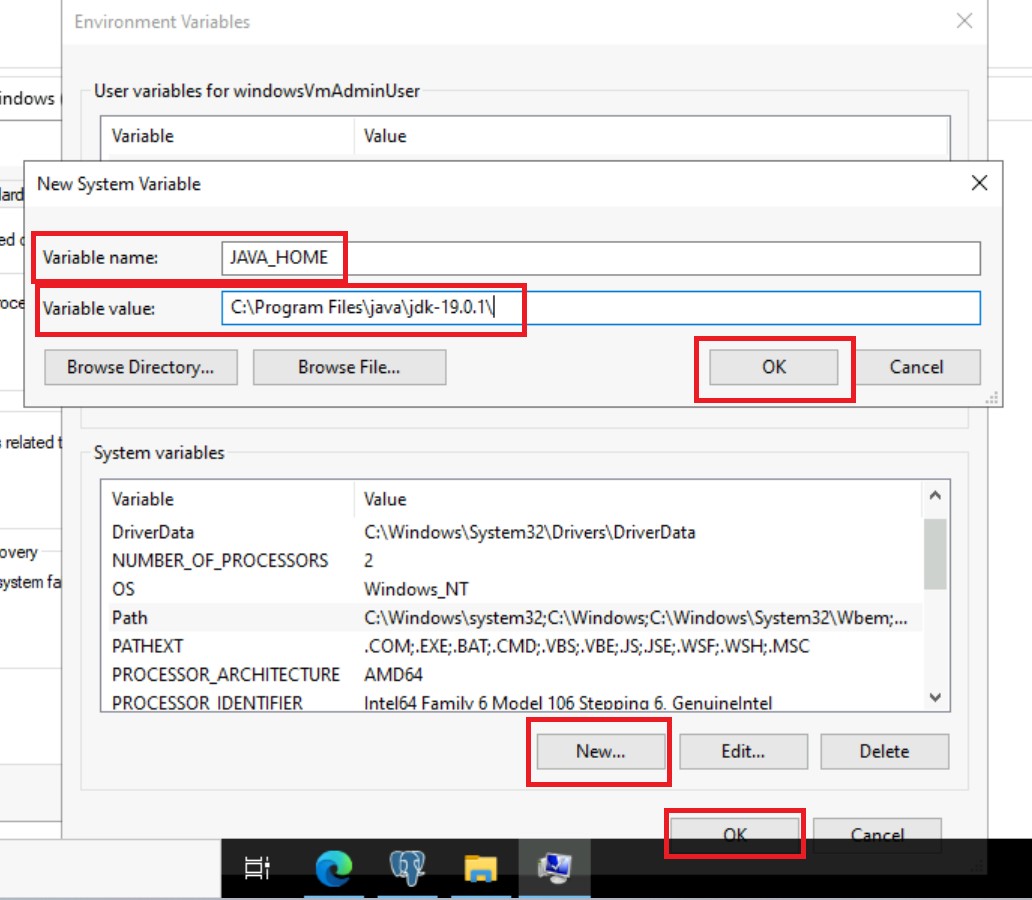 Environment Variables
User variables for windowsVmAdminUser
indows (
Variable Value
New System Variable
Variable name: JAVA_HOME
Variable value: C:\Program Files\java\jdk-19.0.1\
Browse Directory... Browse File... OK Cancel
s related t
System variables
Variable Value
DriverData C:\Windows\System32\Drivers\DriverData
NUMBER_OF_PROCESSORS 2
OS Windows_NT
overy
Path C:\Windows\system32;C:\Windows;C:\Windows\System32\Wbem;...
system fa
PATHEXT .COM;.EXE;.BAT;.CMD;.VBS;.VBE;.JS;.JSE;.WSF;.WSH;.MSC
PROCESSOR_ARCHITECTURE AMD64
PROCESSOR_IDENTIFIER Intel64 Family 6 Model 106 Stepping 6, GenuineIntel
New... Edit... Delete
OK Cancel